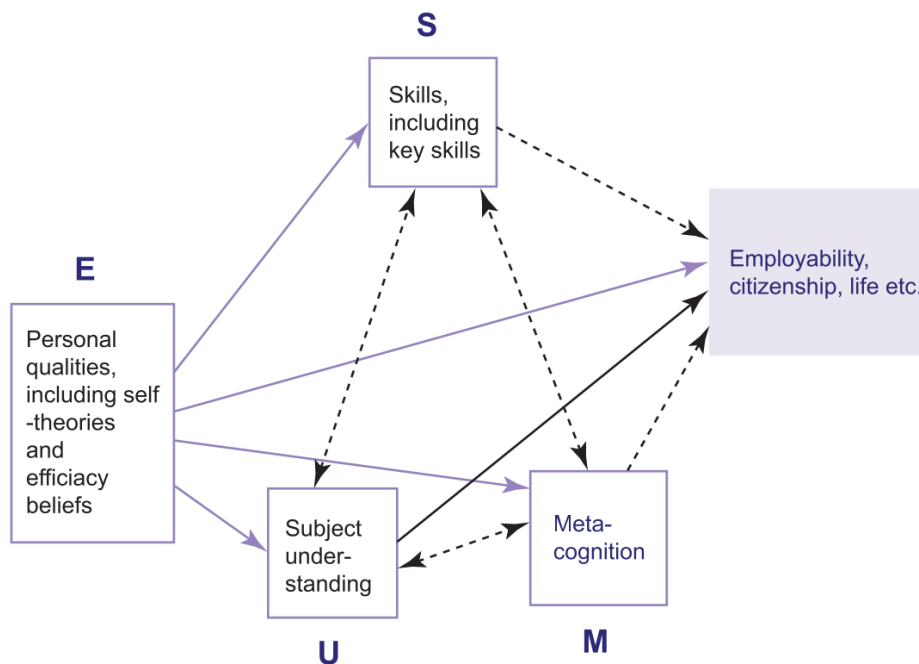 S
Skills,
including
key skills
E
Personal
qualities,
including self
-theories
and
efficiacy
beliefs
Employability,
citizenship, life etc.
Subject
under-
standing
U
Meta-
cognition
M